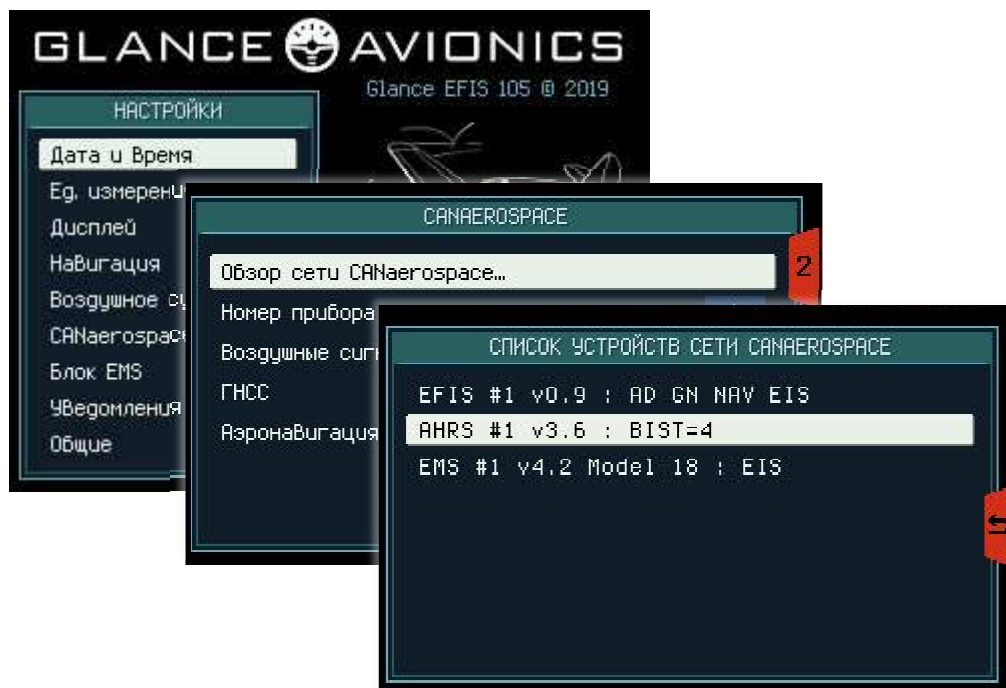 GLANCE AVIONICS
Glance EFIS 105 © 2019
НАСТРОЙКИ
Дата и Время
Ед. измерени
Дисплей
Навигация
Воздушное
CANaerospac
Блок EMS
Уведомления
Общие
CANAEROSPACE
Обзор сети CANaerospace…
2
Номер прибора
Воздушные сиг
ГНСС
Аэронавигация
СПИСОК УСТРОЙСТВ СЕТИ CANAEROSPACE
EFIS #1 v0.9 : AD GN NAV EIS
AHRS #1 v3.6 : BIST=4
EMS #1 v4.2 Model 18 : EIS